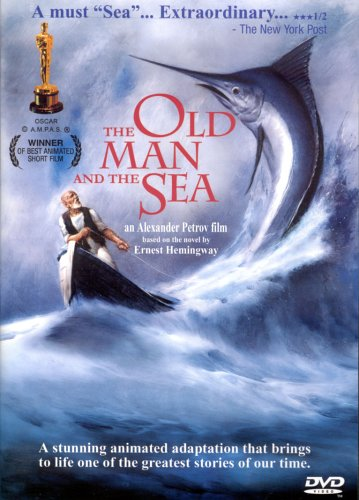 A must “Sea”... Extraordinary... ★★★1/2
– The New York Post
OSCAR
© A.M.P.A.S. ®
WINNER
OF BEST ANIMATED
SHORT FILM
THE OLD
MAN
AND THE SEA
an Alexander Petrov film
based on the novel by
Ernest Hemingway
A stunning animated adaptation that brings
to life one of the greatest stories of our time.
DVD
VIDEO
TM